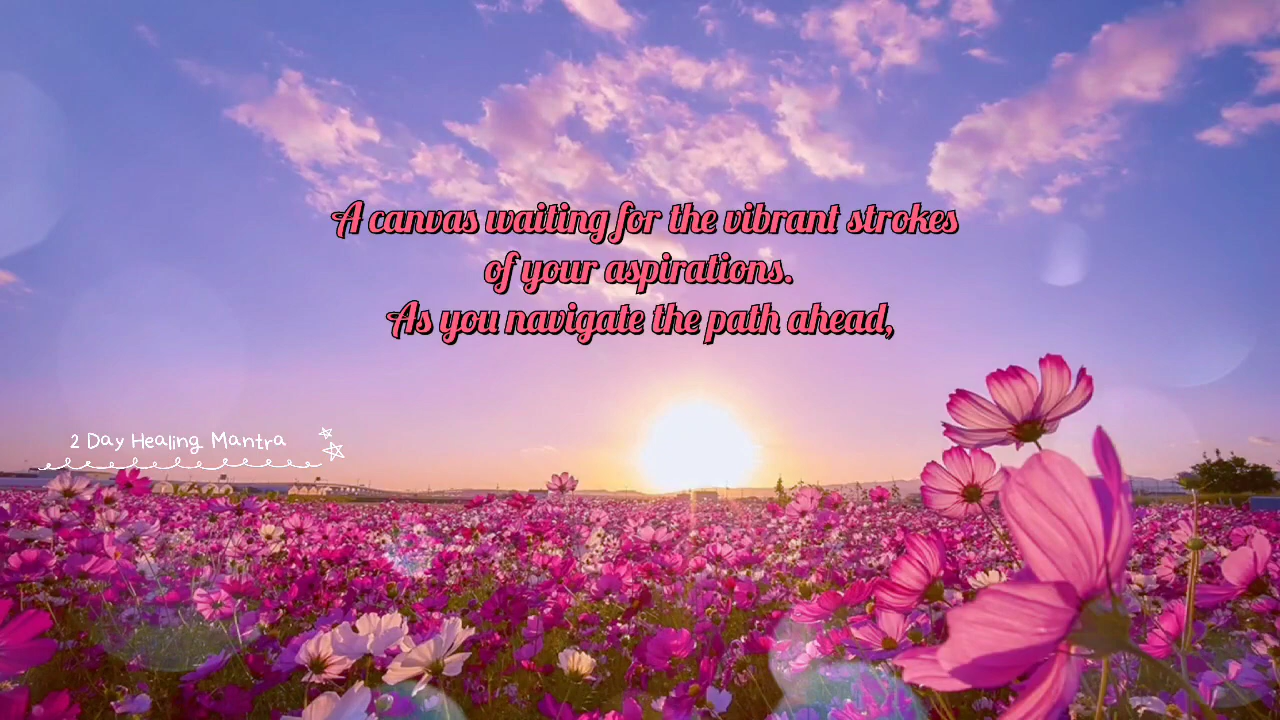 A canvas waiting for the vibrant strokes
of your aspirations.
As you navigate the path ahead,
2 Day Healing Mantra